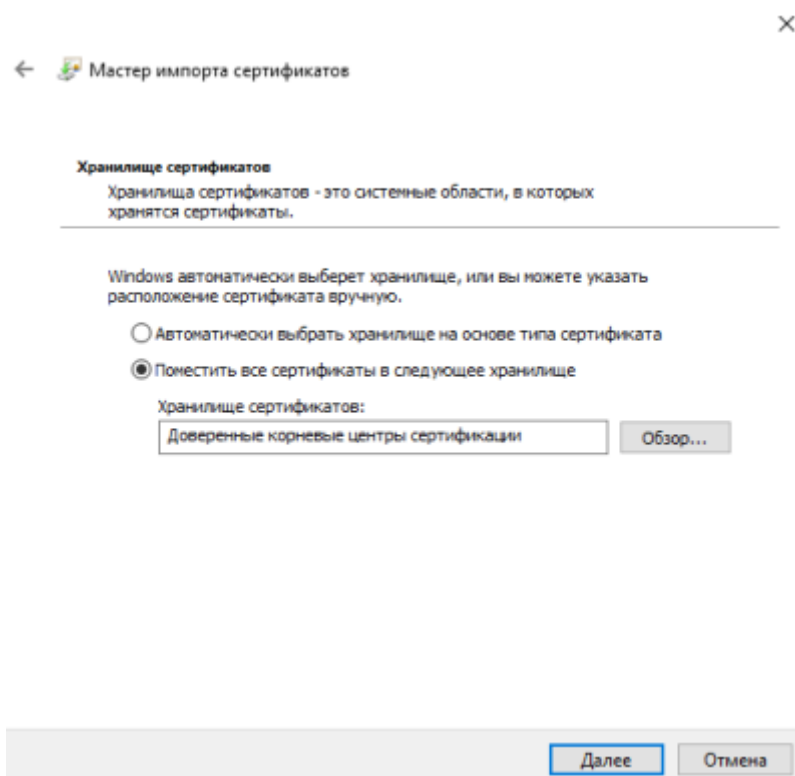 Мастер импорта сертификатов
Хранилище сертификатов
Хранилища сертификатов - это системные области, в которых
хранятся сертификаты.
Windows автоматически выберет хранилище, или вы можете указать
расположение сертификата вручную.
Автоматически выбрать хранилище на основе типа сертификата
Поместить все сертификаты в следующее хранилище
Хранилище сертификатов:
Доверенные корневые центры сертификации
Обзор...
Далее
Отмена